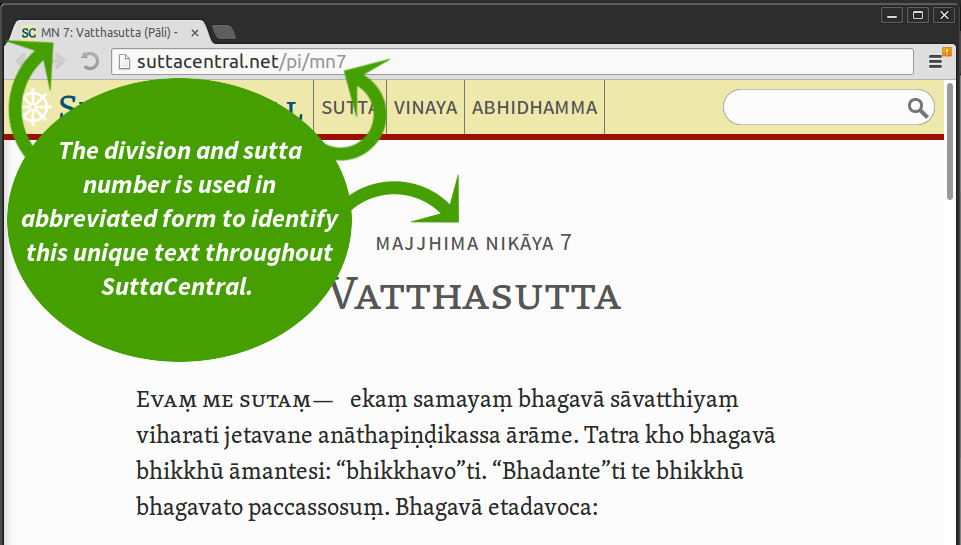 SC MN 7: Vatthasutta (Pāli) -
suttacentral.net/pi/mn7
SUTTA VINAYA ABHIDHAMMA
The division and sutta
number is used in
abbreviated form to identify
this unique text throughout
SuttaCentral.
MAJJHIMA NIKĀYA 7
VATTHASUTTA
EVAṂ ME SUTAṂ— ekaṃ samayaṃ bhagavā sāvatthiyaṃ
viharati jetavane anāthapiṇḍikassa ārāme. Tatra kho bhagavā
bhikkhū āmantesi: “bhikkhavo”ti. “Bhadante”ti te bhikkhū
bhagavato paccassosuṃ. Bhagavā etadavoca: